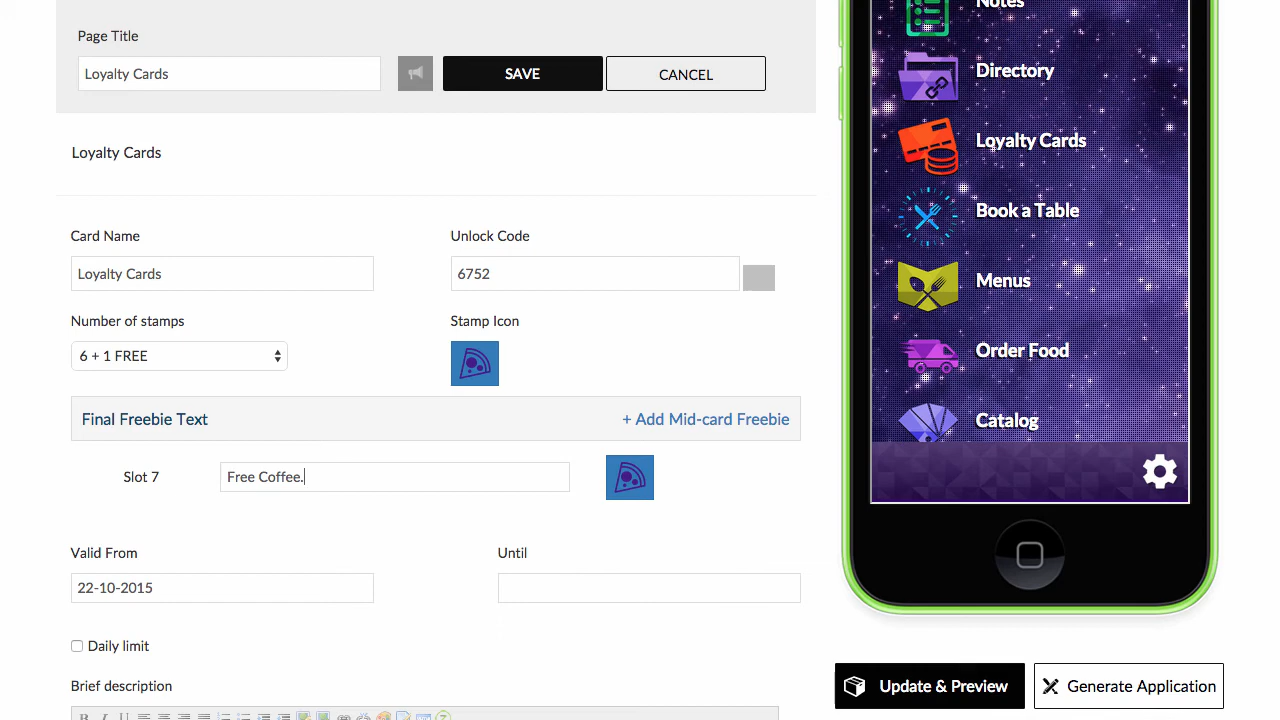 Page Title
Loyalty Cards
SAVE
CANCEL
Loyalty Cards
Card Name
Unlock Code
Loyalty Cards
6752
Number of stamps
Stamp Icon
6 + 1 FREE
Final Freebie Text
+ Add Mid-card Freebie
Slot 7
Free Coffee.
Valid From
Until
22-10-2015
Daily limit
Brief description
Notes
Directory
Loyalty Cards
Book a Table
Menus
Order Food
Catalog
Update & Preview
Generate Application